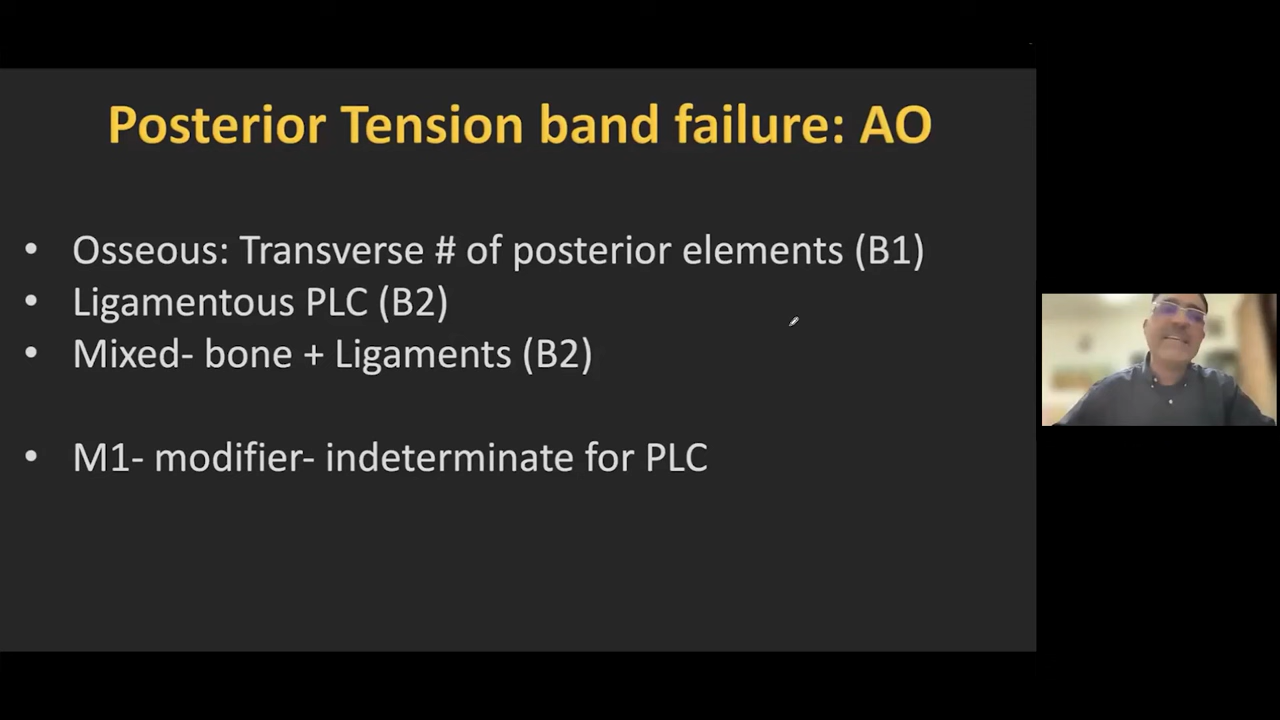 Posterior Tension band failure: AO
• Osseous: Transverse # of posterior elements (B1)
• Ligamentous PLC (B2)
• Mixed- bone + Ligaments (B2)
• M1- modifier- indeterminate for PLC